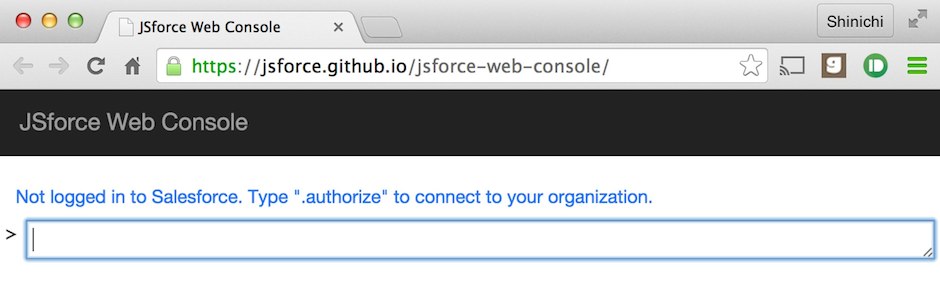 JSforce Web Console
Shinichi
https://jsforce.github.io/jsforce-web-console/
JSforce Web Console
Not logged in to Salesforce. Type ".authorize" to connect to your organization.
>